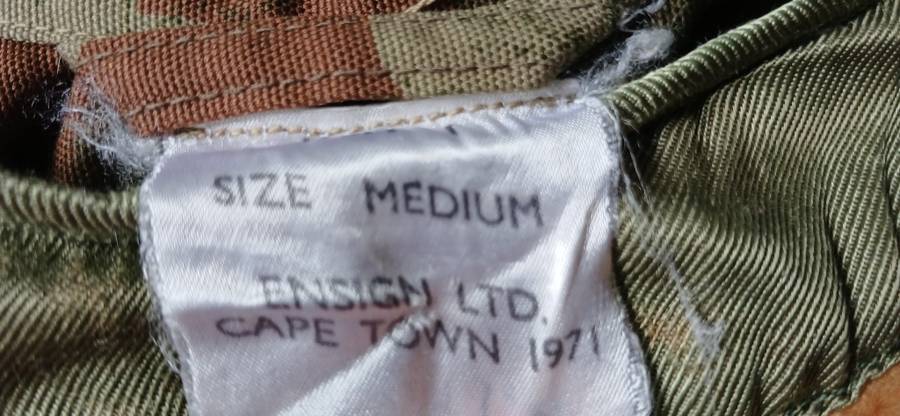 SIZE MEDIUM
ENSIGN LTD.
CAPE TOWN 1971